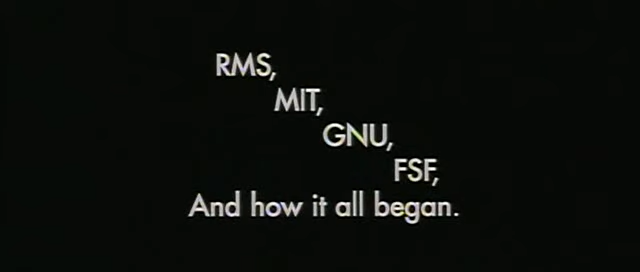 RMS,
MIT,
GNU,
FSF,
And how it all began.